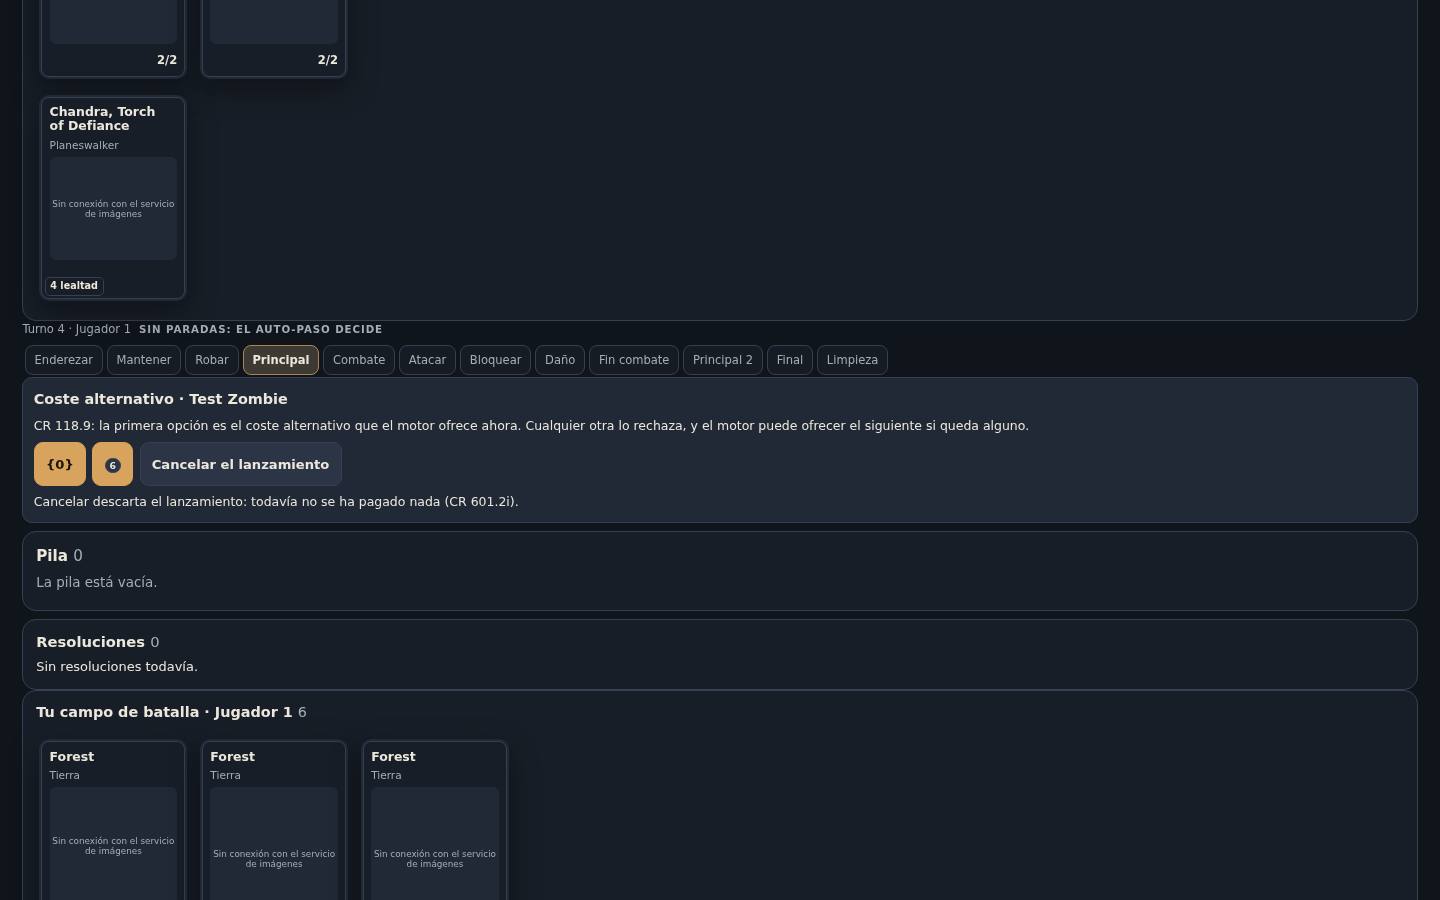 2/2
2/2
Chandra, Torch
of Defiance
Planeswalker
Sin conexión con el servicio
de imágenes
4 lealtad
Turno 4 · Jugador 1 SIN PARADAS: EL AUTO-PASO DECIDE
Enderezar Mantener Robar Principal Combate Atacar Bloquear Daño Fin combate Principal 2 Final Limpieza
Coste alternativo · Test Zombie
CR 118.9: la primera opción es el coste alternativo que el motor ofrece ahora. Cualquier otra lo rechaza, y el motor puede ofrecer el siguiente si queda alguno.
{0} 6 Cancelar el lanzamiento
Cancelar descarta el lanzamiento: todavía no se ha pagado nada (CR 601.2i).
Pila 0
La pila está vacía.
Resoluciones 0
Sin resoluciones todavía.
Tu campo de batalla · Jugador 1 6
Forest
Tierra
Sin conexión con el servicio
de imágenes
Forest
Tierra
Sin conexión con el servicio
de imágenes
Forest
Tierra
Sin conexión con el servicio
de imágenes